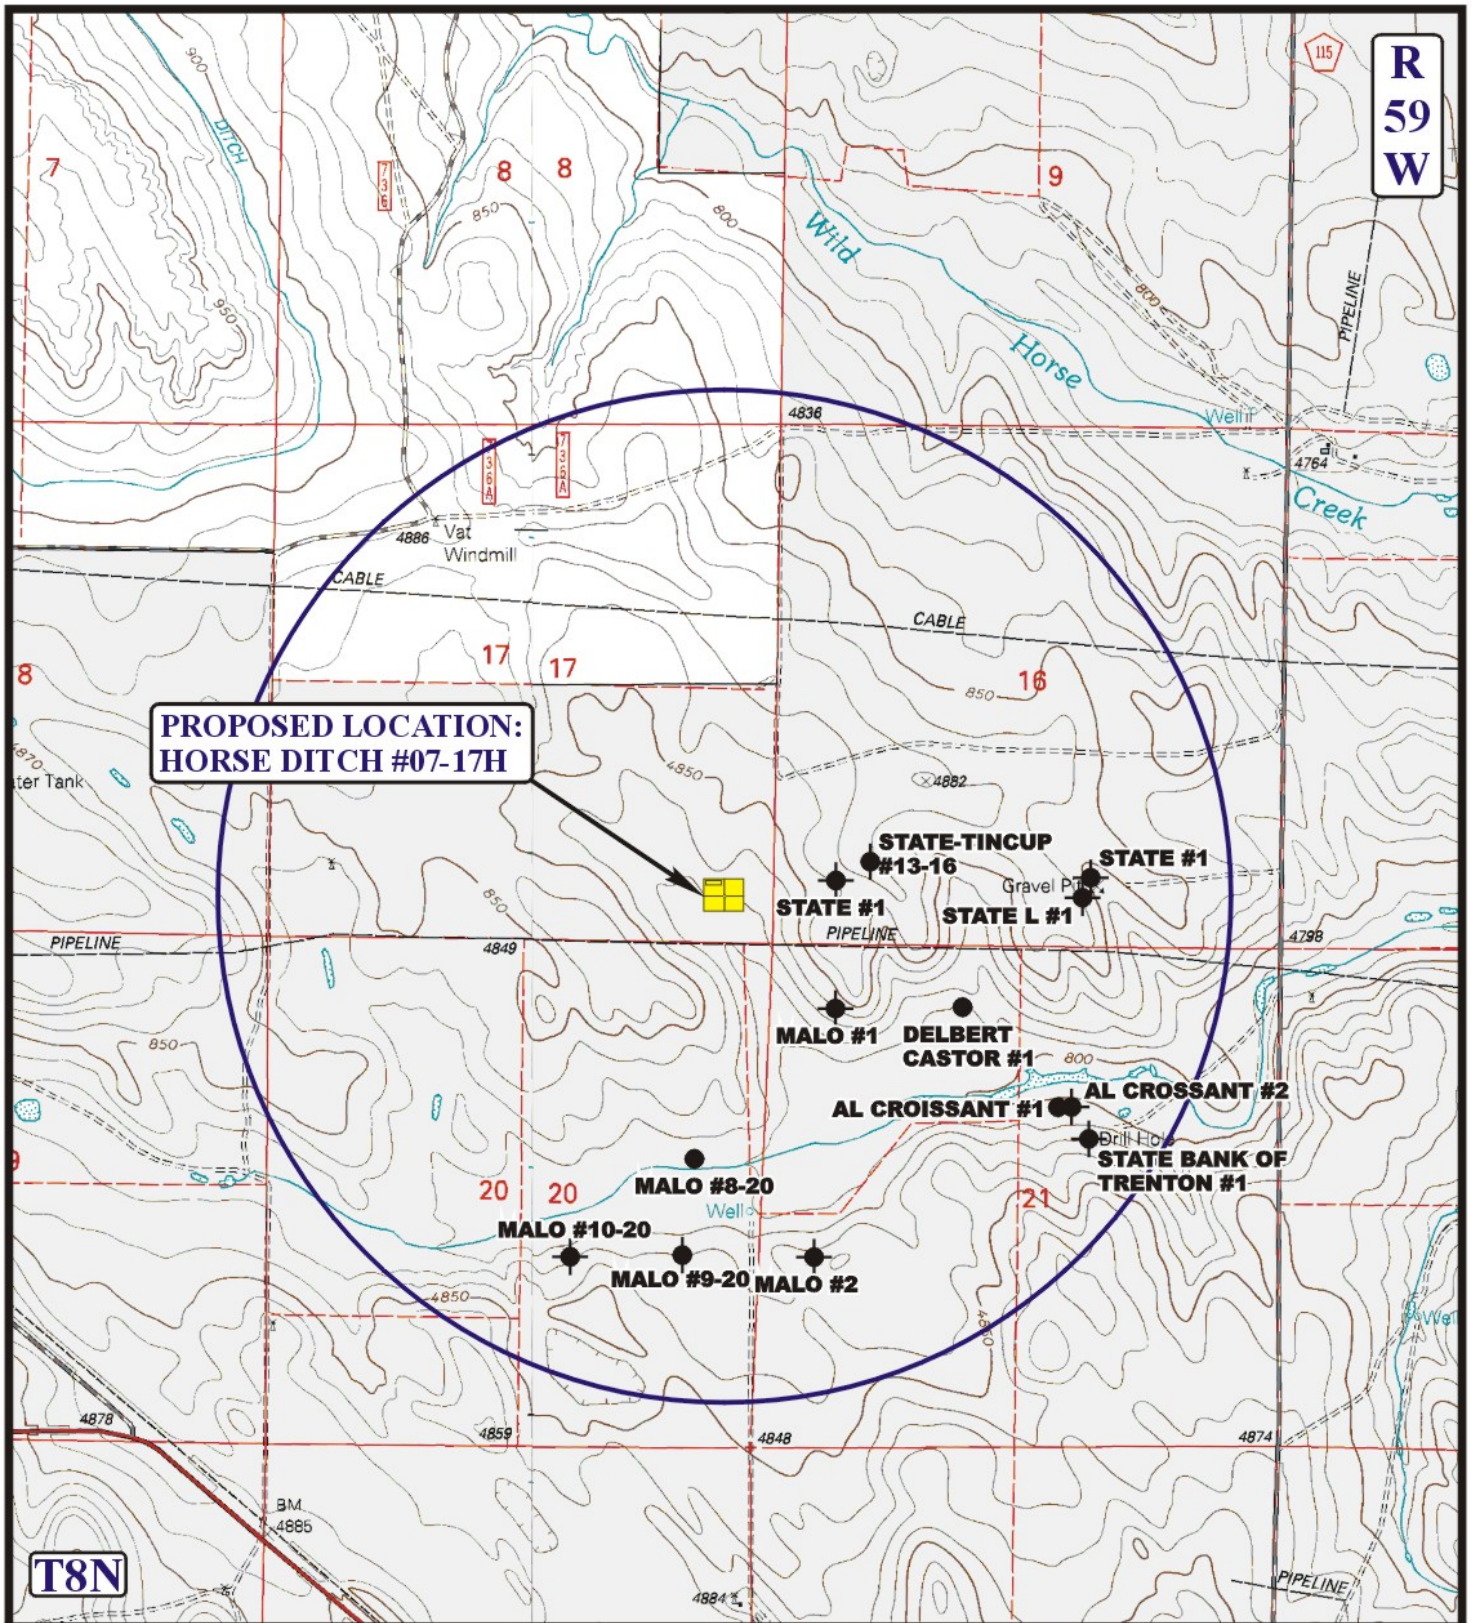 R
59
W
115
7
8
8
9
736
DITCH
900
850
800
950
Wild
800
PIPELINE
Horse
4836
Well
4764
Creek
736A
736A
4886
Vat
Windmill
CABLE
CABLE
17
17
16
8
850
PROPOSED LOCATION:
HORSE DITCH #07-17H
4870
ter Tank
4850
4882
STATE-TINCUP
#13-16
STATE #1
Gravel
850
STATE #1
STATE L #1
PIPELINE
4849
PIPELINE
4798
MALO #1
DELBERT
CASTOR #1
850
800
AL CROSSANT #2
AL CROISSANT #1
Drill Hole
STATE BANK OF
TRENTON #1
9
20
20
MALO #8-20
21
Well
MALO #10-20
MALO #9-20
MALO #2
4850
4850
Well
4878
4859
4848
4874
BM
4885
T8N
4884
PIPELINE